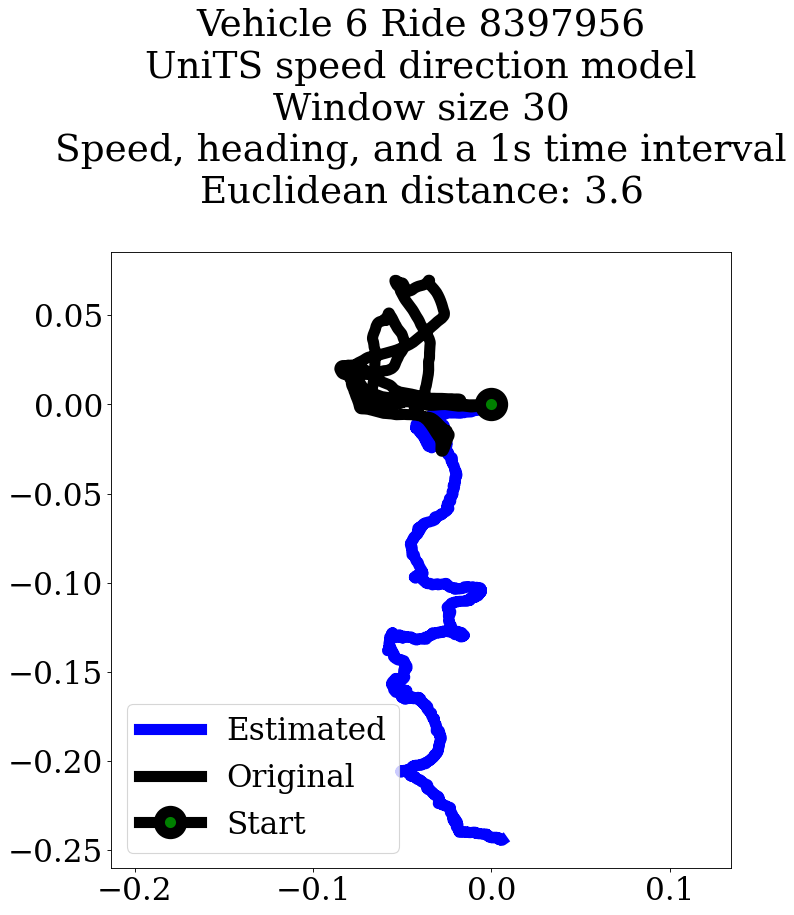 Vehicle 6 Ride 8397956
UniTS speed direction model
Window size 30
Speed, heading, and a 1s time interval
Euclidean distance: 3.6
0.05
0.00
−0.05
−0.10
−0.15
−0.20
−0.25
Estimated
Original
Start
−0.2
−0.1
0.0
0.1